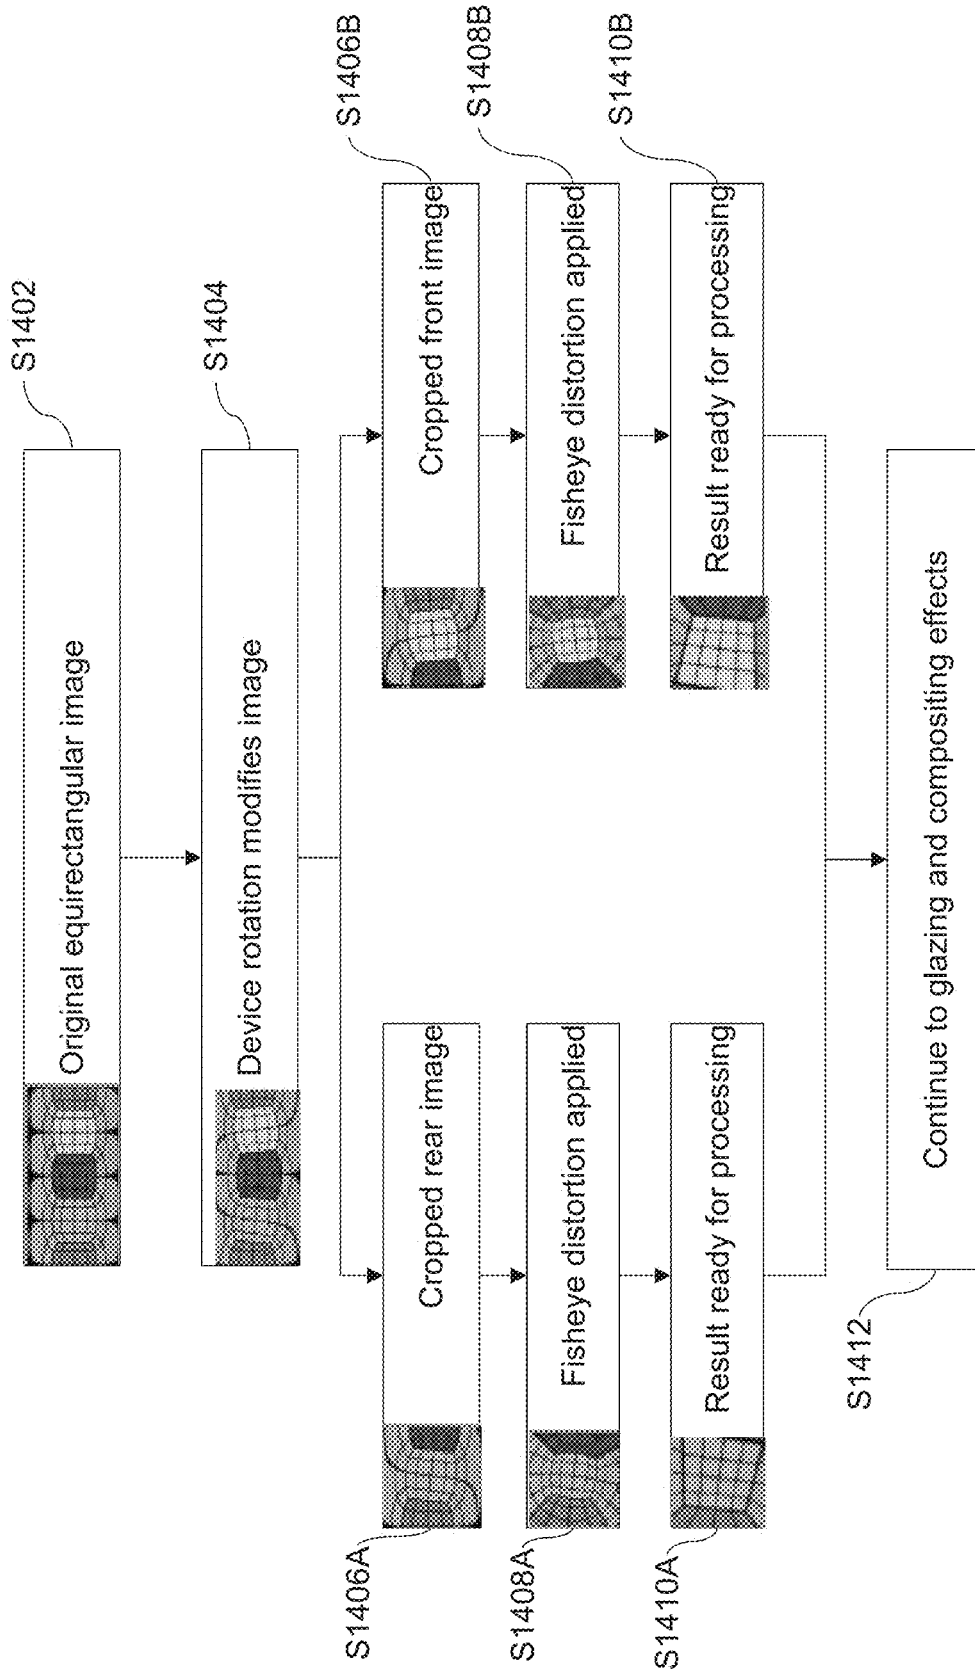 S1402
Original equirectangular image
S1404
Device rotation modifies image
S1406A
Cropped rear image
S1406B
Cropped front image
S1408A
Fisheye distortion applied
S1408B
Fisheye distortion applied
S1410A
Result ready for processing
S1410B
Result ready for processing
S1412
Continue to glazing and compositing effects